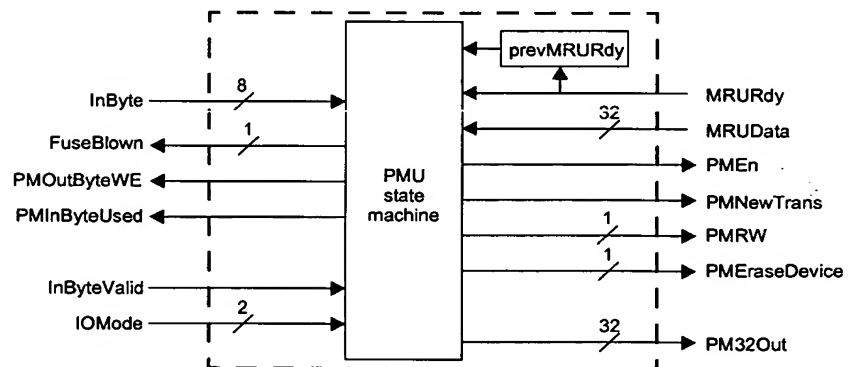 prevMRURdy
8
InByte
MRURdy
32
MRUData
1
FuseBlown
PMEn
PMU
state
machine
PMOutByteWE
PMNewTrans
PMInByteUsed
1
PMRW
1
PMEraseDevice
InByteValid
2
IOMode
32
PM32Out